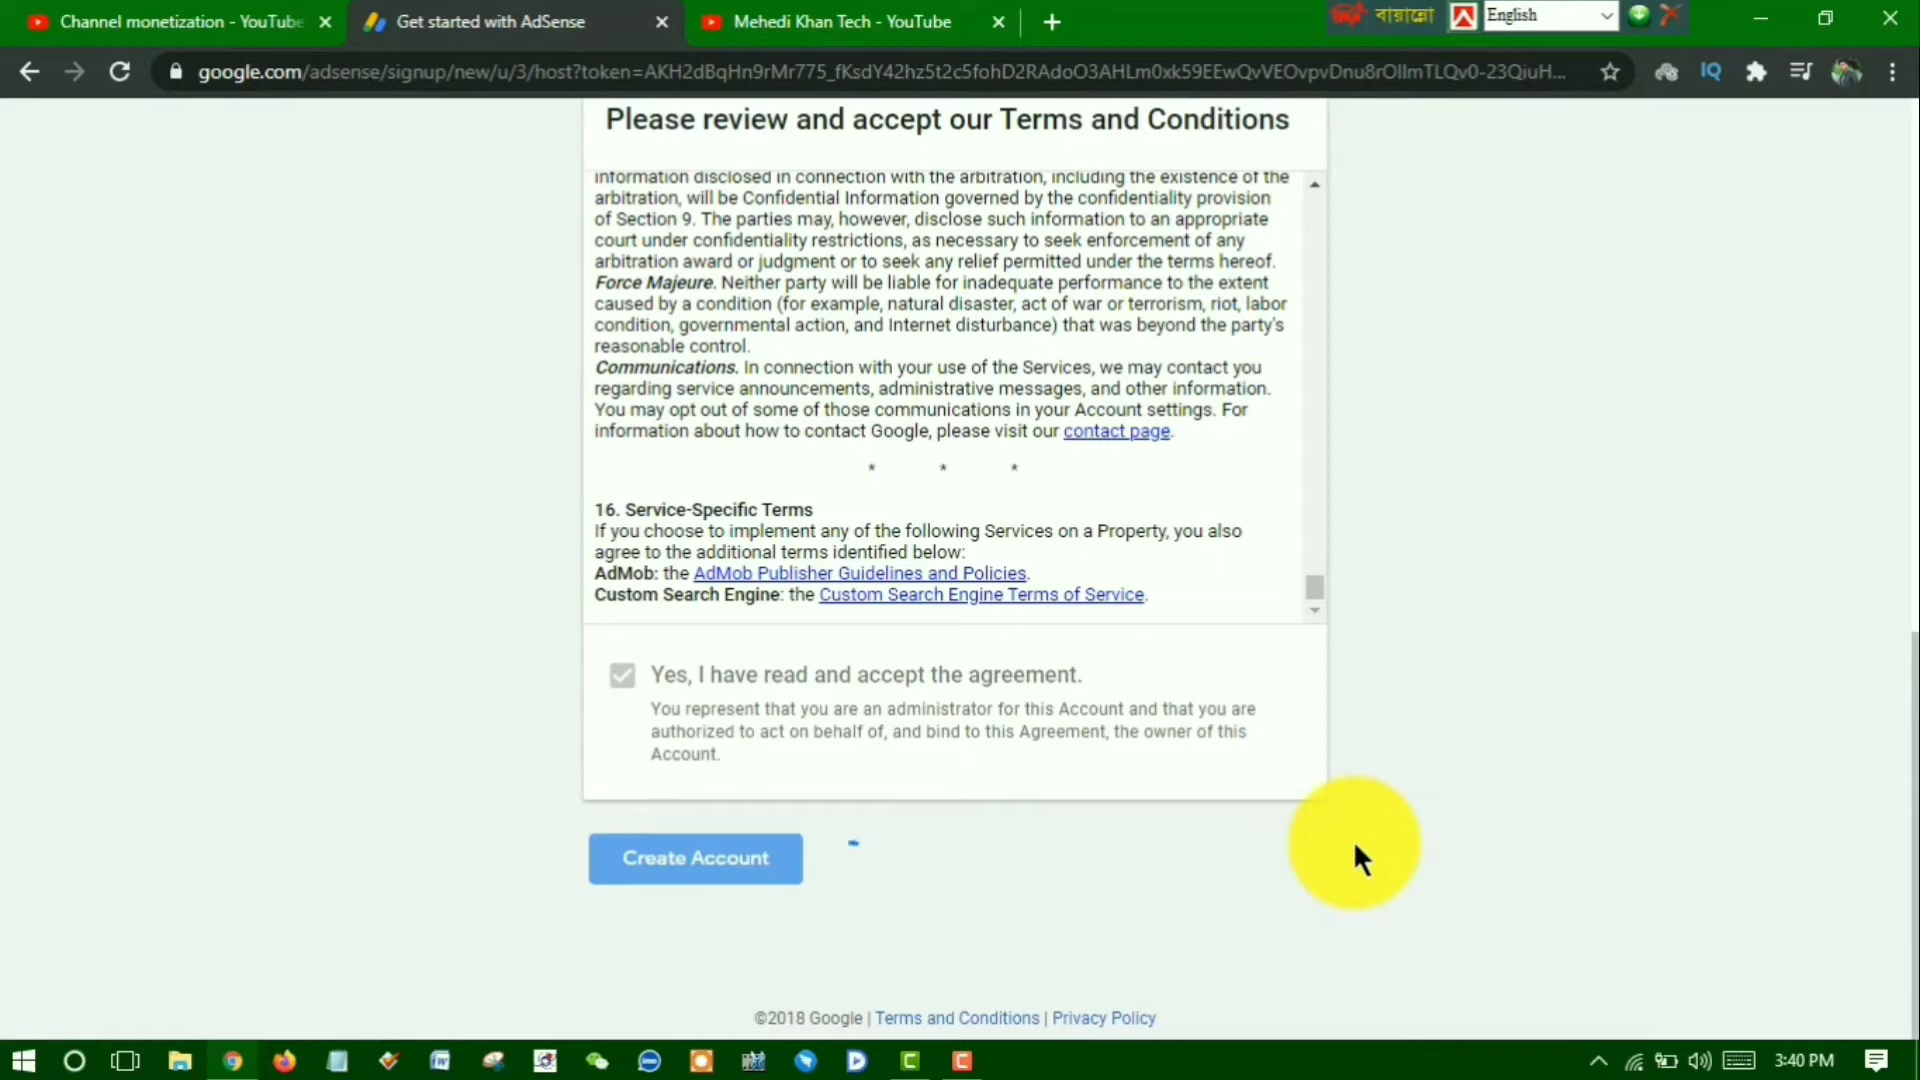 Channel monetization - YouTube
Get started with AdSense
Mehedi Khan Tech - YouTube
বায়ান্নো
English
google.com/adsense/signup/new/u/3/host?token=AKH2dBqHn9rMr775_fKsdY42hz5t2c5fohD2RAdoO3AHLm0xk59EEwQvVEOvpvDnu8rOllmTLQv0-23QiuH...
IQ
Please review and accept our Terms and Conditions
information disclosed in connection with the arbitration, including the existence of the
arbitration, will be Confidential Information governed by the confidentiality provision
of Section 9. The parties may, however, disclose such information to an appropriate
court under confidentiality restrictions, as necessary to seek enforcement of any
arbitration award or judgment or to seek any relief permitted under the terms hereof.
Force Majeure. Neither party will be liable for inadequate performance to the extent
caused by a condition (for example, natural disaster, act of war or terrorism, riot, labor
condition, governmental action, and Internet disturbance) that was beyond the party's
reasonable control.
Communications. In connection with your use of the Services, we may contact you
regarding service announcements, administrative messages, and other information.
You may opt out of some of those communications in your Account settings. For
information about how to contact Google, please visit our contact page.
* * *
16. Service-Specific Terms
If you choose to implement any of the following Services on a Property, you also
agree to the additional terms identified below:
AdMob: the AdMob Publisher Guidelines and Policies.
Custom Search Engine: the Custom Search Engine Terms of Service.
Yes, I have read and accept the agreement.
You represent that you are an administrator for this Account and that you are
authorized to act on behalf of, and bind to this Agreement, the owner of this
Account.
Create Account
©2018 Google | Terms and Conditions | Privacy Policy
3:40 PM